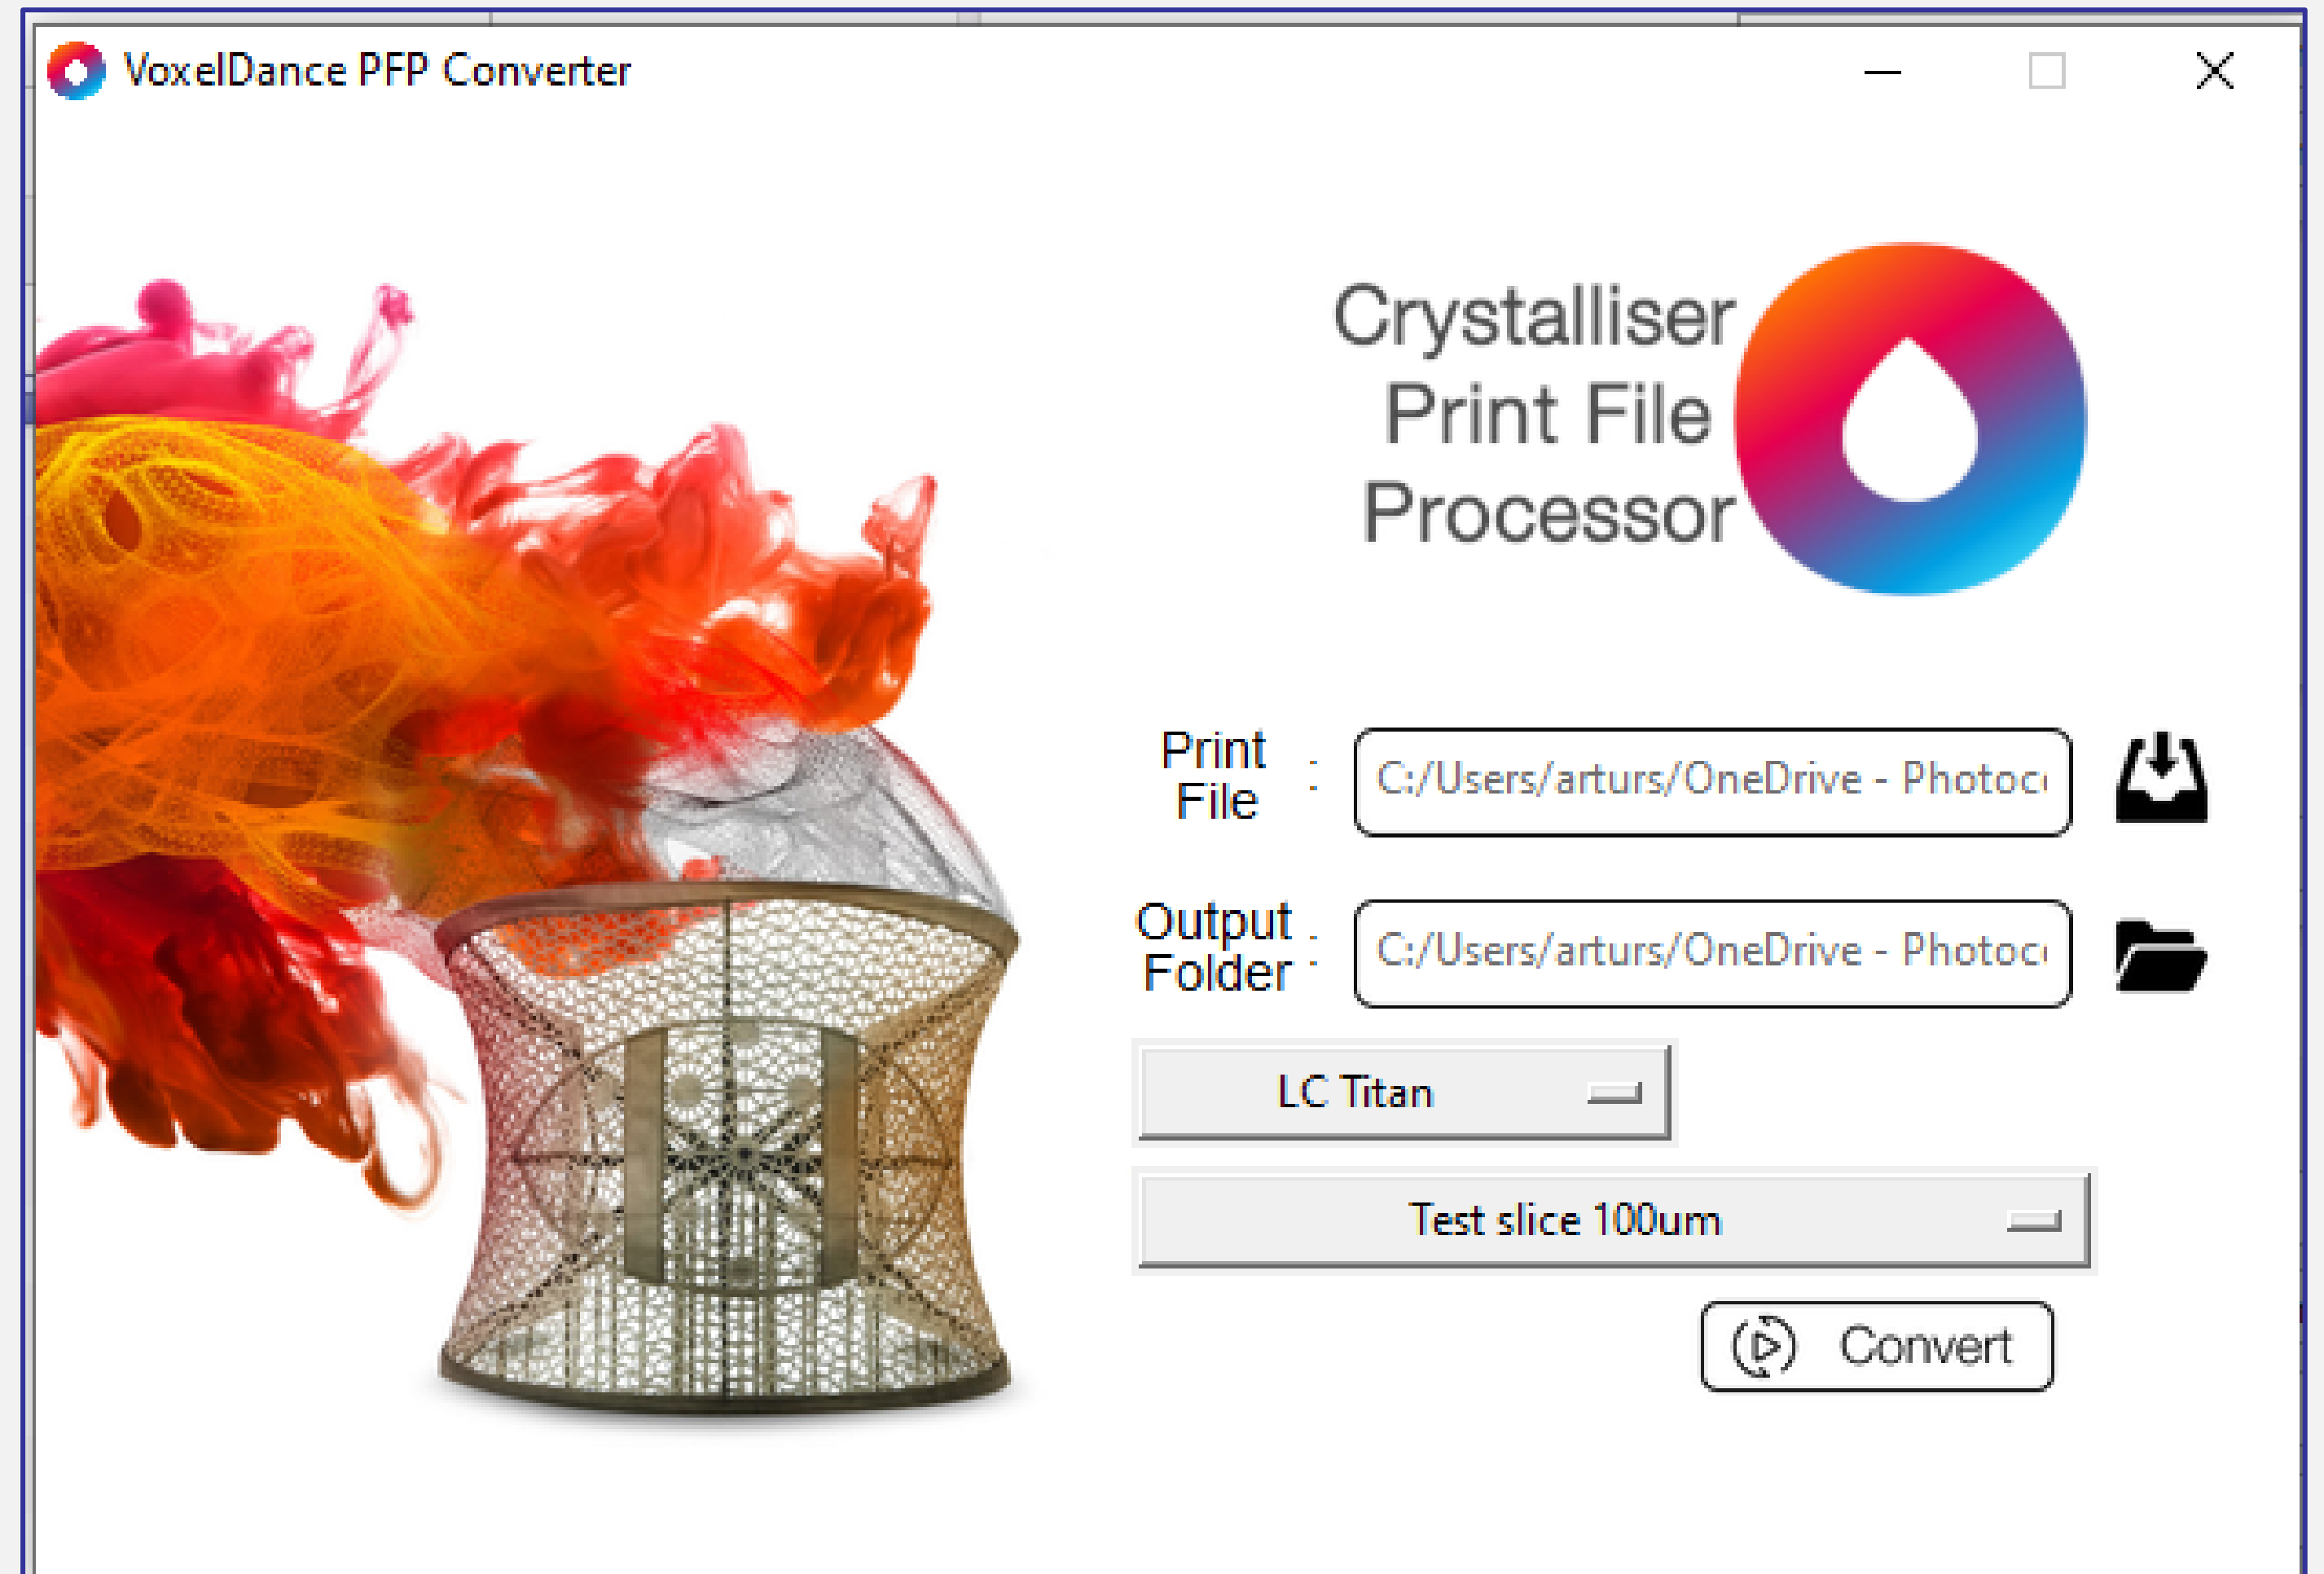 VoxelDance PFP Converter
Crystalliser
Print File
Processor
Print
File :
C:/Users/arturs/OneDrive - Photoc
Output
Folder :
C:/Users/arturs/OneDrive - Photoc
LC Titan
Test slice 100um
Convert